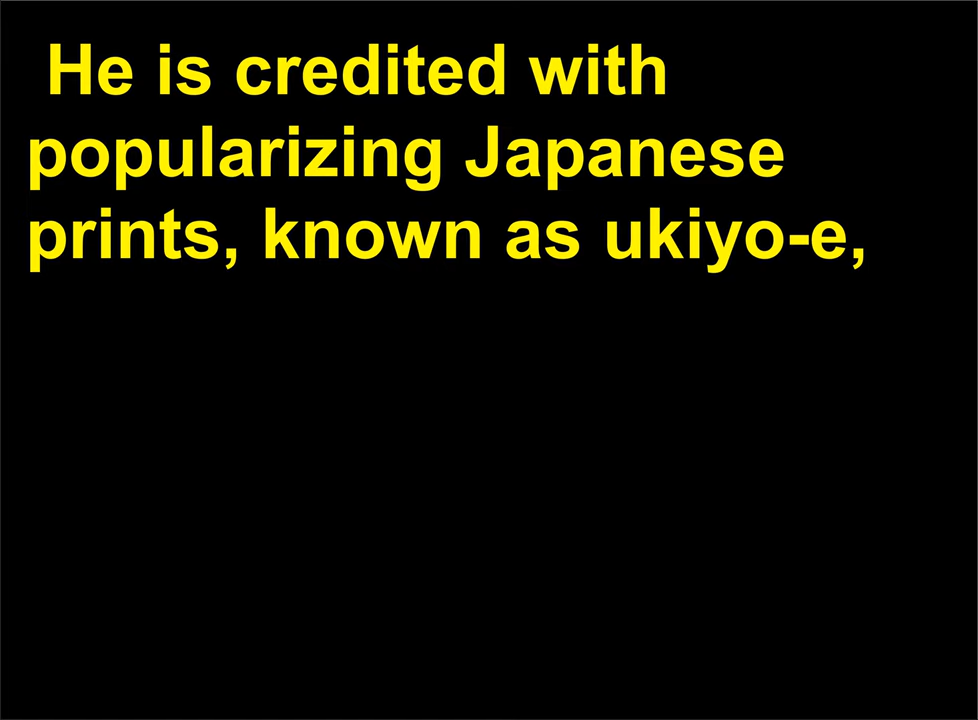 He is credited with
popularizing Japanese
prints, known as ukiyo-e,